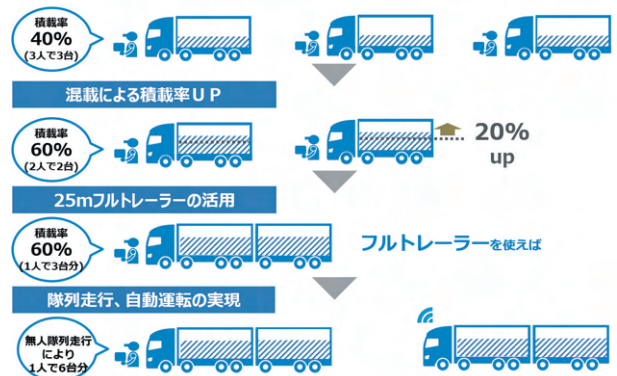 積載率
40%
(3人で3台)
混載による積載率UP
積載率
60%
(2人で2台)
20%
up
25mフルトレーラーの活用
積載率
60%
(1人で3台分)
フルトレーラーを使えば
隊列走行、自動運転の実現
無人隊列走行
により
1人で6台分